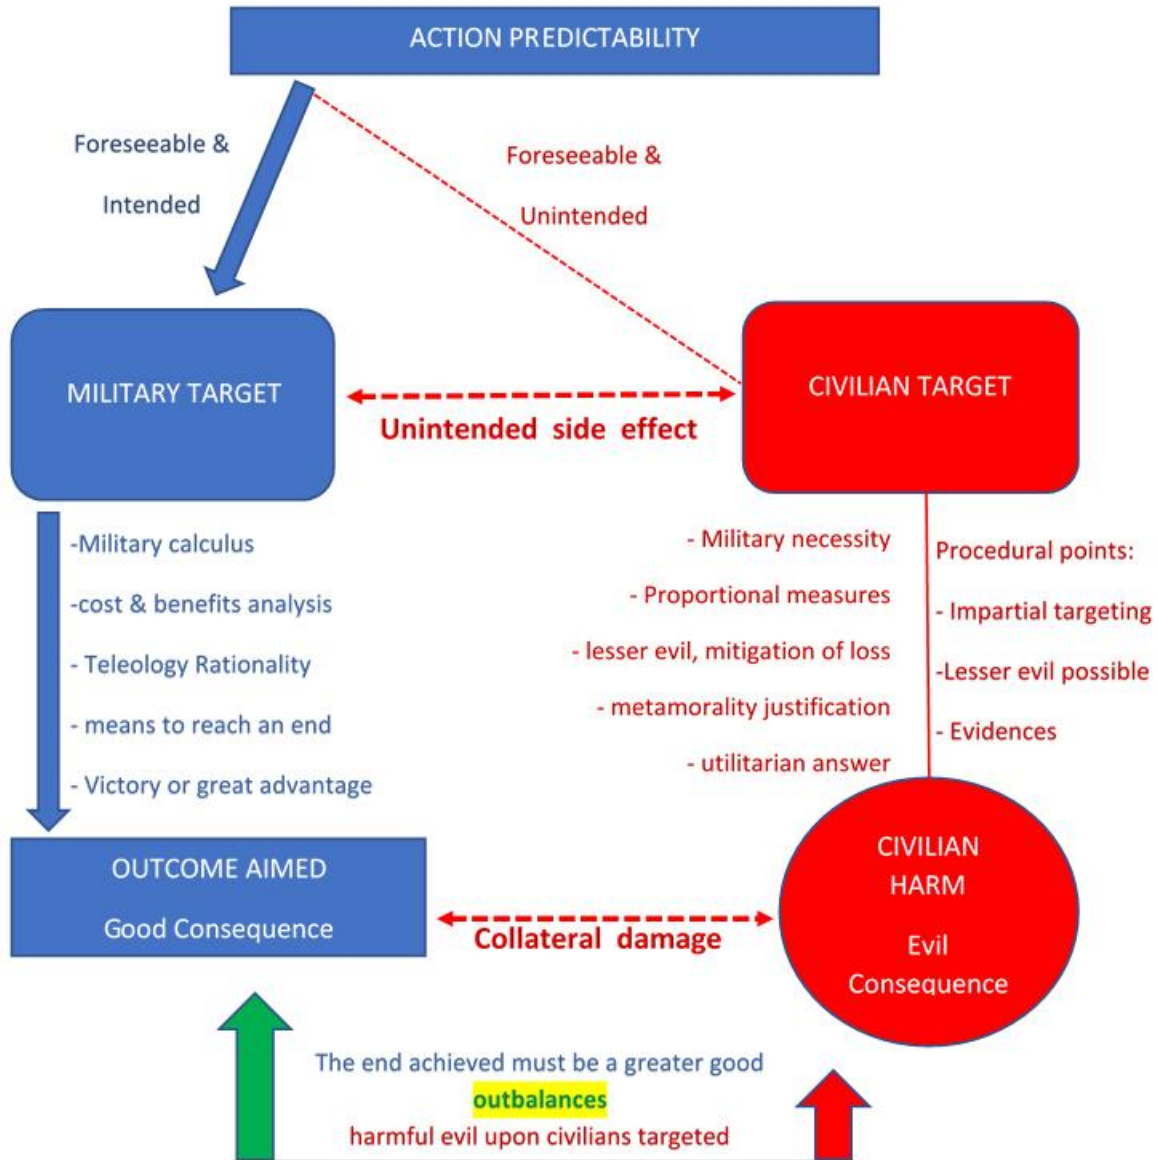 ACTION PREDICTABILITY
Foreseeable &
Intended
Foreseeable &
Unintended
MILITARY TARGET
CIVILIAN TARGET
Unintended side effect
-Military calculus
-cost & benefits analysis
- Teleology Rationality
- means to reach an end
- Victory or great advantage
- Military necessity
- Proportional measures
- lesser evil, mitigation of loss
- metamorality justification
- utilitarian answer
Procedural points:
- Impartial targeting
-Lesser evil possible
- Evidences
OUTCOME AIMED
Good Consequence
Collateral damage
CIVILIAN
HARM
Evil
Consequence
The end achieved must be a greater good
outbalances
harmful evil upon civilians targeted